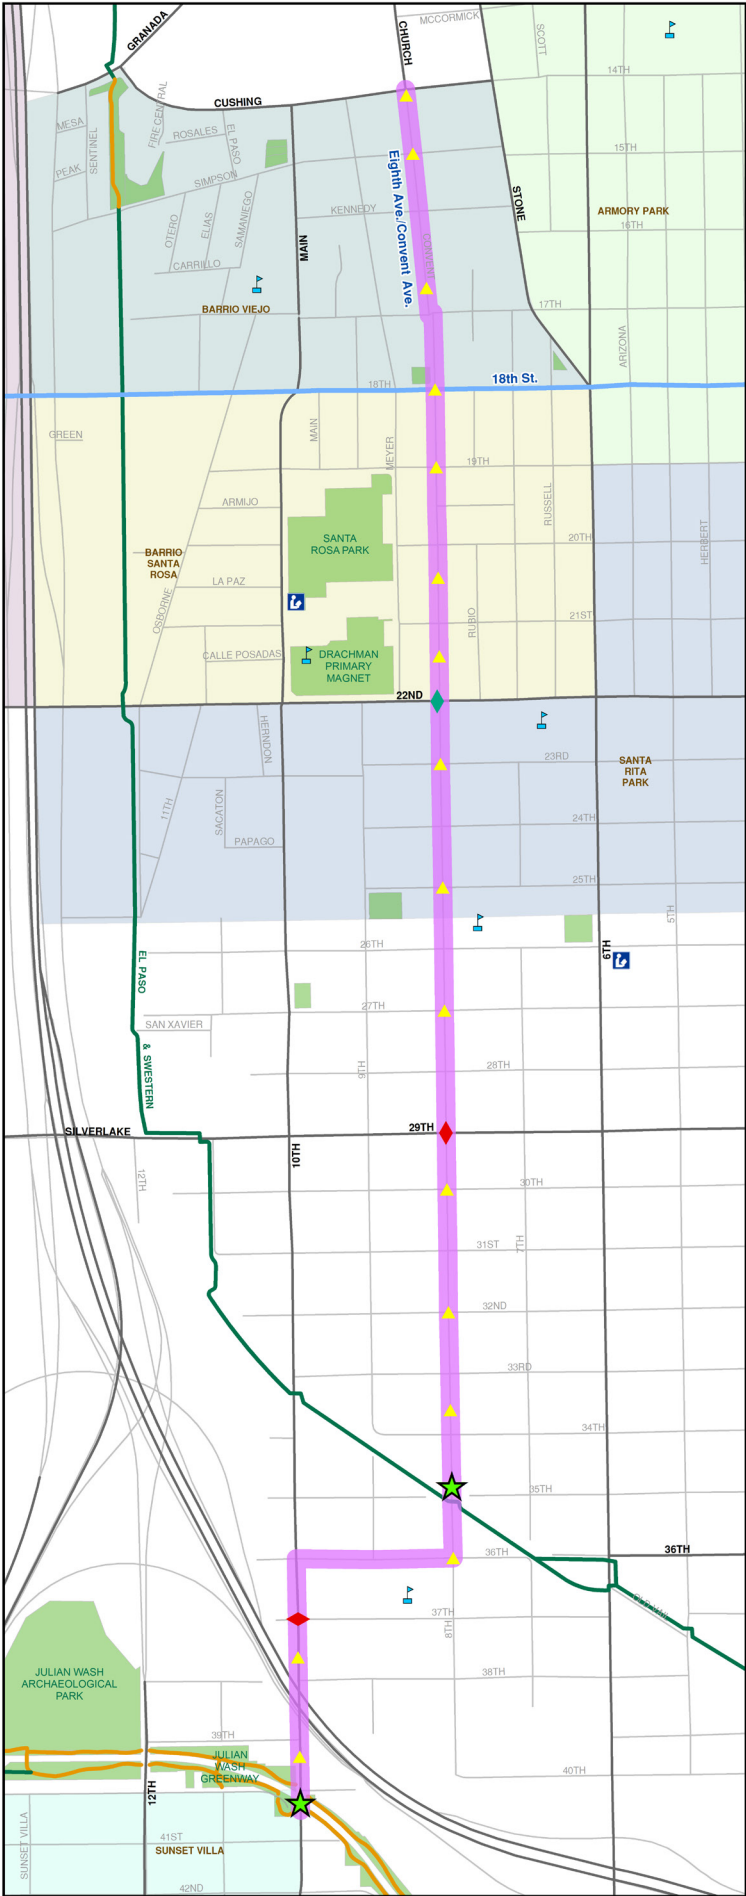 GRANADA
CHURCH
MCCORMICK
SCOTT
14TH
CUSHING
MESA
SENTINEL
FIRE CENTRAL
ROSALES
EL PASO
PEAK
SIMPSON
15TH
Eighth Ave./Convent Ave.
STONE
ARMORY PARK
16TH
KENNEDY
OTERO
ELIAS
SAMANIEGO
MAIN
CONVENT
CARRILLO
BARRIO VIEJO
17TH
ARIZONA
18TH
18th St.
GREEN
MAIN
MEYER
19TH
ARMIJO
RUSSELL
SANTA
ROSA PARK
20TH
HERBERT
BARRIO
SANTA
ROSA
LA PAZ
OSBORNE
RUBIO
21ST
CALLE POSADAS
DRACHMAN
PRIMARY
MAGNET
22ND
HERNDON
23RD
SANTA
RITA
PARK
11TH
SACATON
24TH
PAPAGO
25TH
5TH
26TH
6TH
EL PASO
27TH
SAN XAVIER
& SWESTERN
9TH
28TH
SILVERLAKE
29TH
10TH
12TH
30TH
7TH
31ST
32ND
33RD
34TH
35TH
36TH
36TH
OLD VAIL
37TH
8TH
JULIAN WASH
ARCHAEOLOGICAL
PARK
38TH
39TH
JULIAN
WASH
GREENWAY
40TH
12TH
SUNSET VILLA
41ST
SUNSET VILLA
42ND